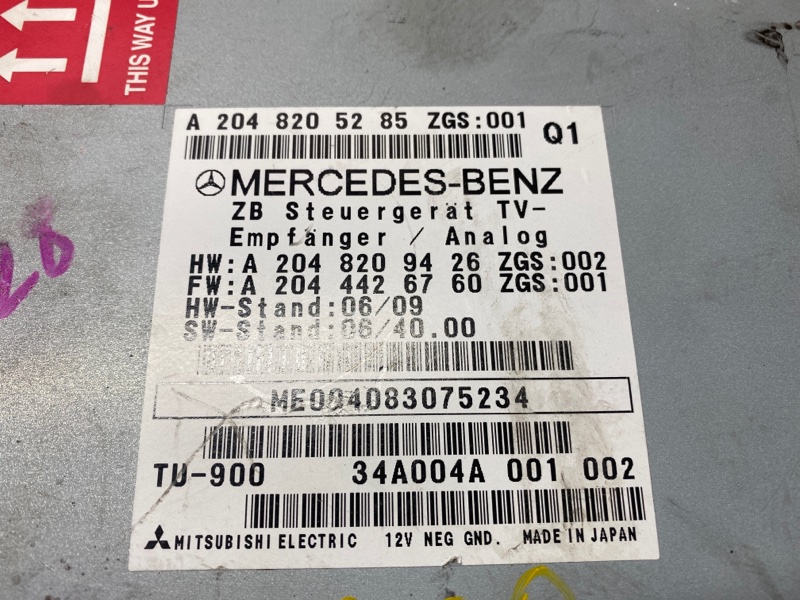 THIS WAY U
A 204 820 52 85 ZGS:001
Q1
MERCEDES-BENZ
ZB Steuergerät TV-
Empfänger / Analog
HW:A 204 820 94 26 ZGS:002
FW:A 204 442 67 60 ZGS:001
HW-Stand:06/09
SW-Stand:06/40.00
ME004083075234
TU-900 34A004A 001 002
MITSUBISHI ELECTRIC 12V NEG GND. MADE IN JAPAN